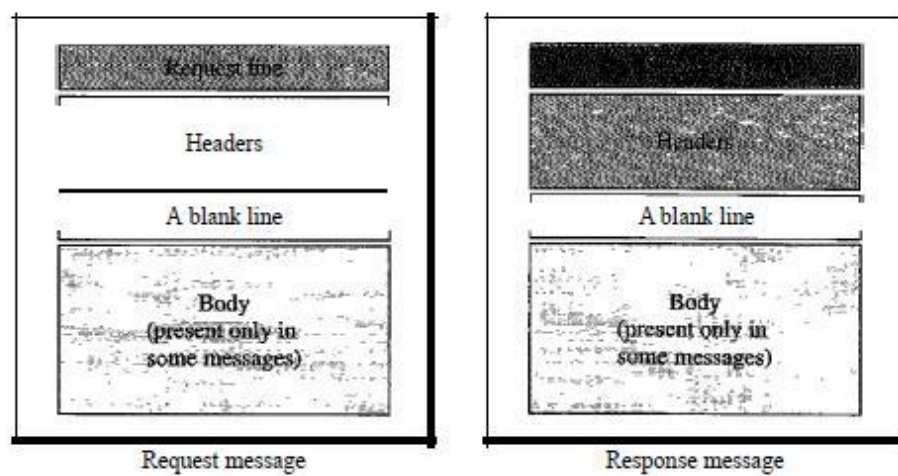 Request line
Headers
A blank line
Body
(present only in
some messages)
Request message
Headers
A blank line
Body
(present only in
some messages)
Response message